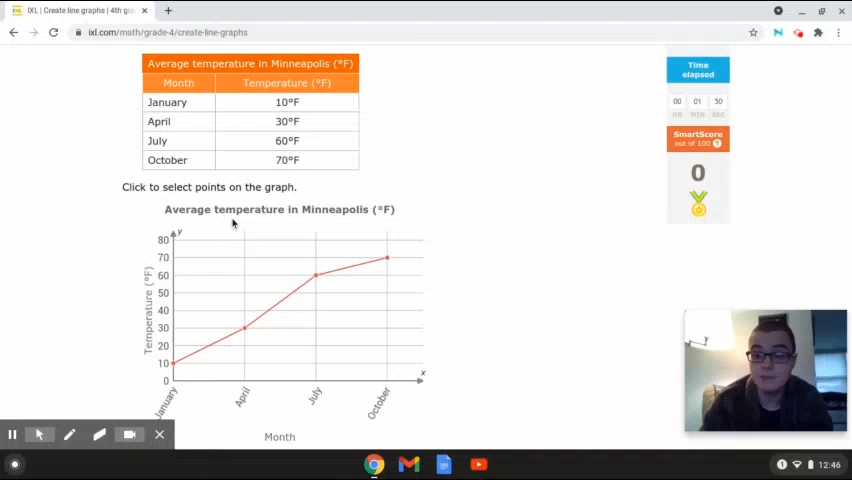 IXL | Create line graphs | 4th gra
ixl.com/math/grade-4/create-line-graphs
Average temperature in Minneapolis (°F)
Month Temperature (°F)
January 10°F
April 30°F
July 60°F
October 70°F
Click to select points on the graph.
Average temperature in Minneapolis (°F)
y
80
70
60
50
40
30
20
10
0
Temperature (°F)
x
January April July October
Month
Time
elapsed
00 01 50
HR MIN SEC
SmartScore
out of 100 ?
0
1 12:46